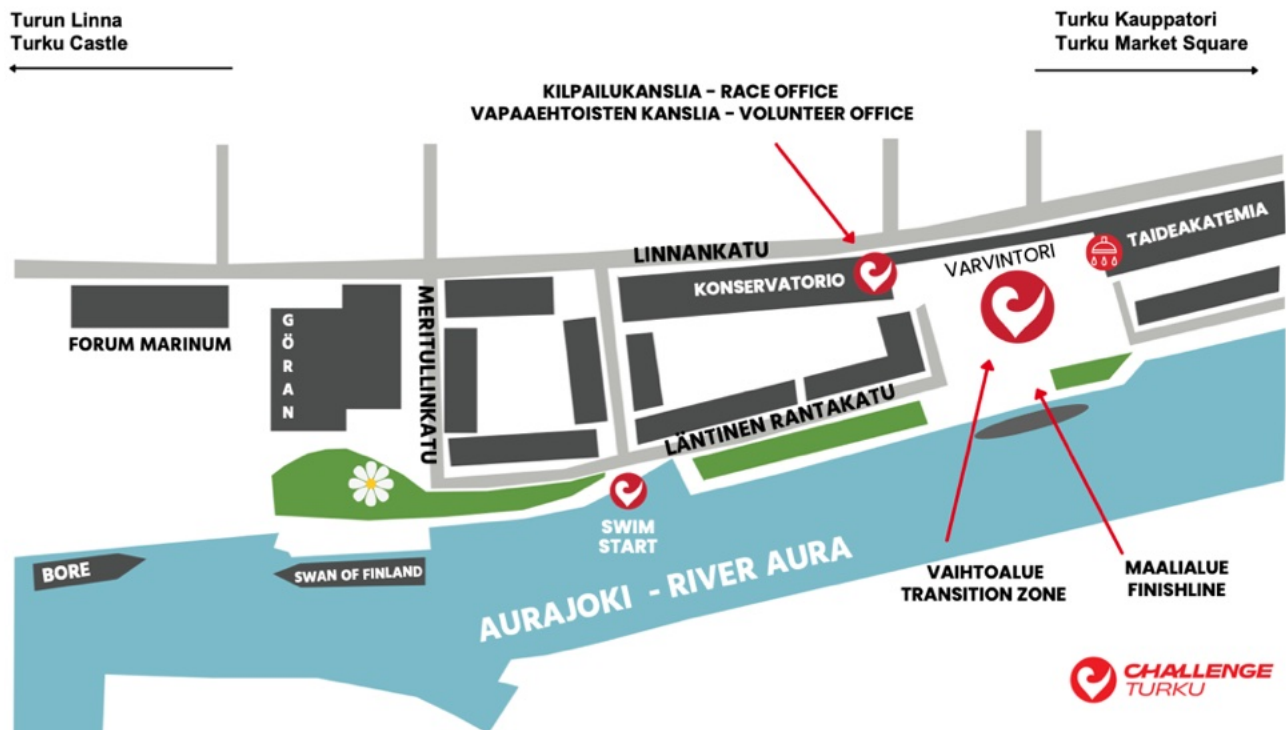 Turun Linna
Turku Castle
Turku Kauppatori
Turku Market Square
KILPAILUKANSLIA – RACE OFFICE
VAPAAEHTOISTEN KANSLIA – VOLUNTEER OFFICE
LINNANKATU
KONSERVATORIO
VARVINTORI
TAIDEAKATEMIA
FORUM MARINUM
GÖRAN
MERITULLINKATU
LÄNTINEN RANTAKATU
SWIM
START
BORE
SWAN OF FINLAND
AURAJOKI - RIVER AURA
VAIHTOALUE
TRANSITION ZONE
MAALIALUE
FINISHLINE
CHALLENGE
TURKU